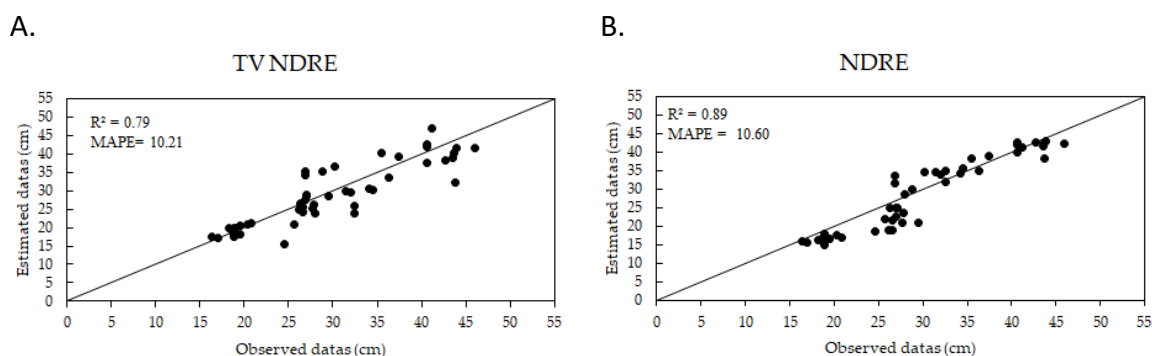 A.
TV NDRE
R² = 0.79
MAPE= 10.21
Estimated datas (cm)
55
50
45
40
35
30
25
20
15
10
5
0
0 5 10 15 20 25 30 35 40 45 50 55
Observed datas (cm)
B.
NDRE
R² = 0.89
MAPE = 10.60
Estimated datas (cm)
55
50
45
40
35
30
25
20
15
10
5
0
0 5 10 15 20 25 30 35 40 45 50 55
Observed datas (cm)